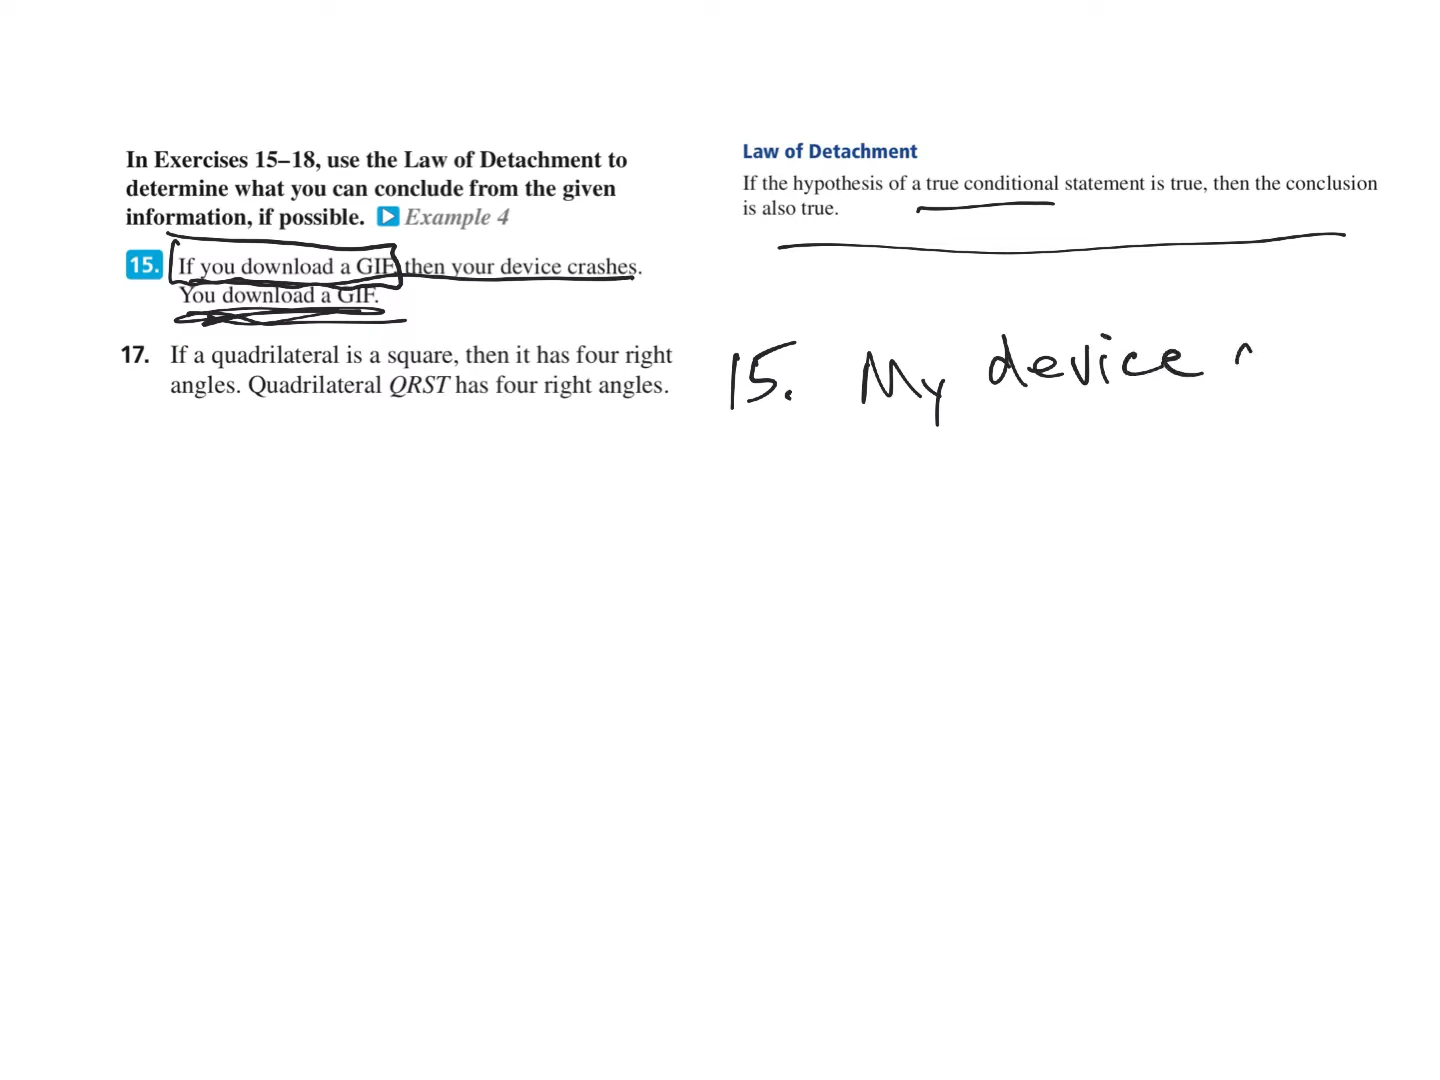 In Exercises 15–18, use the Law of Detachment to
determine what you can conclude from the given
information, if possible. Example 4
15. If you download a GIF, then your device crashes.
You download a GIF.
17. If a quadrilateral is a square, then it has four right
angles. Quadrilateral QRST has four right angles.
Law of Detachment
If the hypothesis of a true conditional statement is true, then the conclusion
is also true.
15. My device